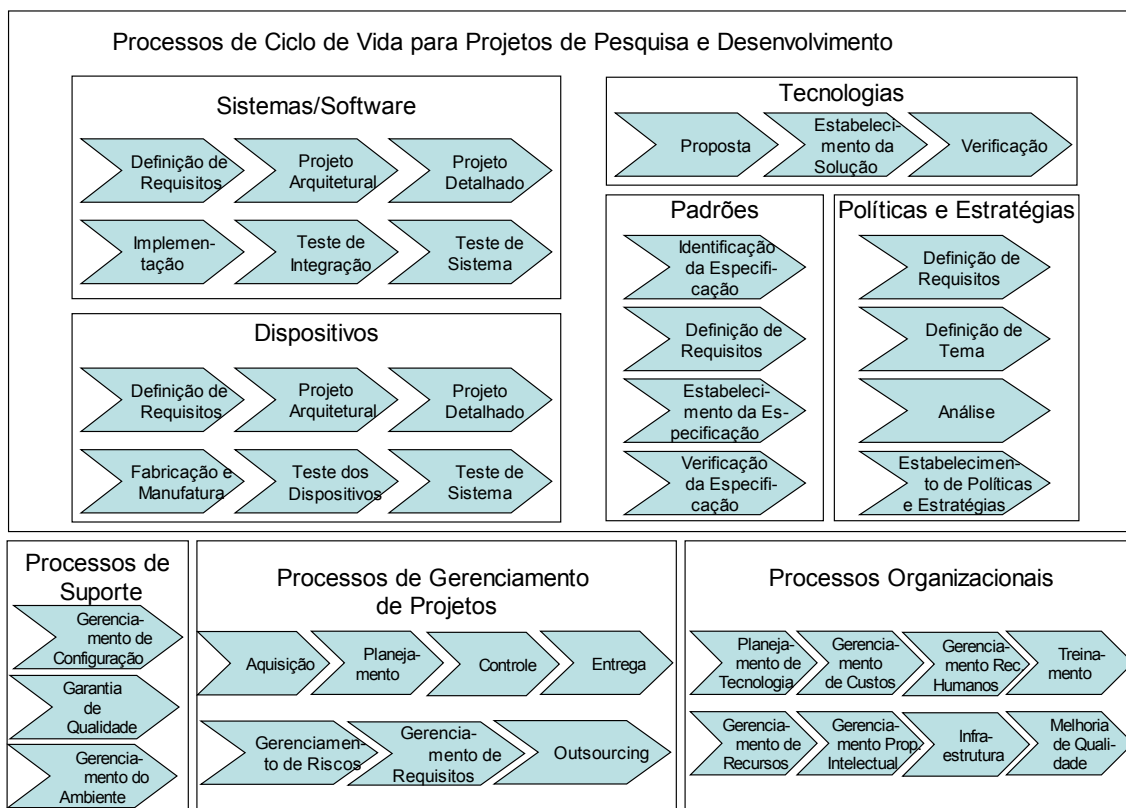 Processos de Ciclo de Vida para Projetos de Pesquisa e Desenvolvimento
Sistemas/Software
Definição de
Requisitos
Projeto
Arquitetural
Projeto
Detalhado
Implemen-
tação
Teste de
Integração
Teste de
Sistema
Dispositivos
Definição de
Requisitos
Projeto
Arquitetural
Projeto
Detalhado
Fabricação e
Manufatura
Teste dos
Dispositivos
Teste de
Sistema
Tecnologias
Proposta
Estabeleci-
mento da
Solução
Verificação
Padrões
Identificação
da Especifi-
cação
Definição de
Requisitos
Estabeleci-
mento da Es-
pecificação
Verificação
da Especifi-
cação
Políticas e Estratégias
Definição de
Requisitos
Definição de
Tema
Análise
Estabelecimen-
to de Políticas
e Estratégias
Processos de
Suporte
Gerencia-
mento de
Configuração
Garantia
de
Qualidade
Gerencia-
mento do
Ambiente
Processos de Gerenciamento
de Projetos
Aquisição
Planeja-
mento
Controle
Entrega
Gerenciamen-
to de Riscos
Gerencia-
mento de
Requisitos
Outsourcing
Processos Organizacionais
Planeja-
mento de
Tecnologia
Gerencia-
mento
de Custos
Gerencia-
mento Rec.
Humanos
Treina-
mento
Gerencia-
mento de
Recursos
Gerencia-
mento Prop.
Intelectual
Infra-
estrutura
Melhoria
de Quali-
dade